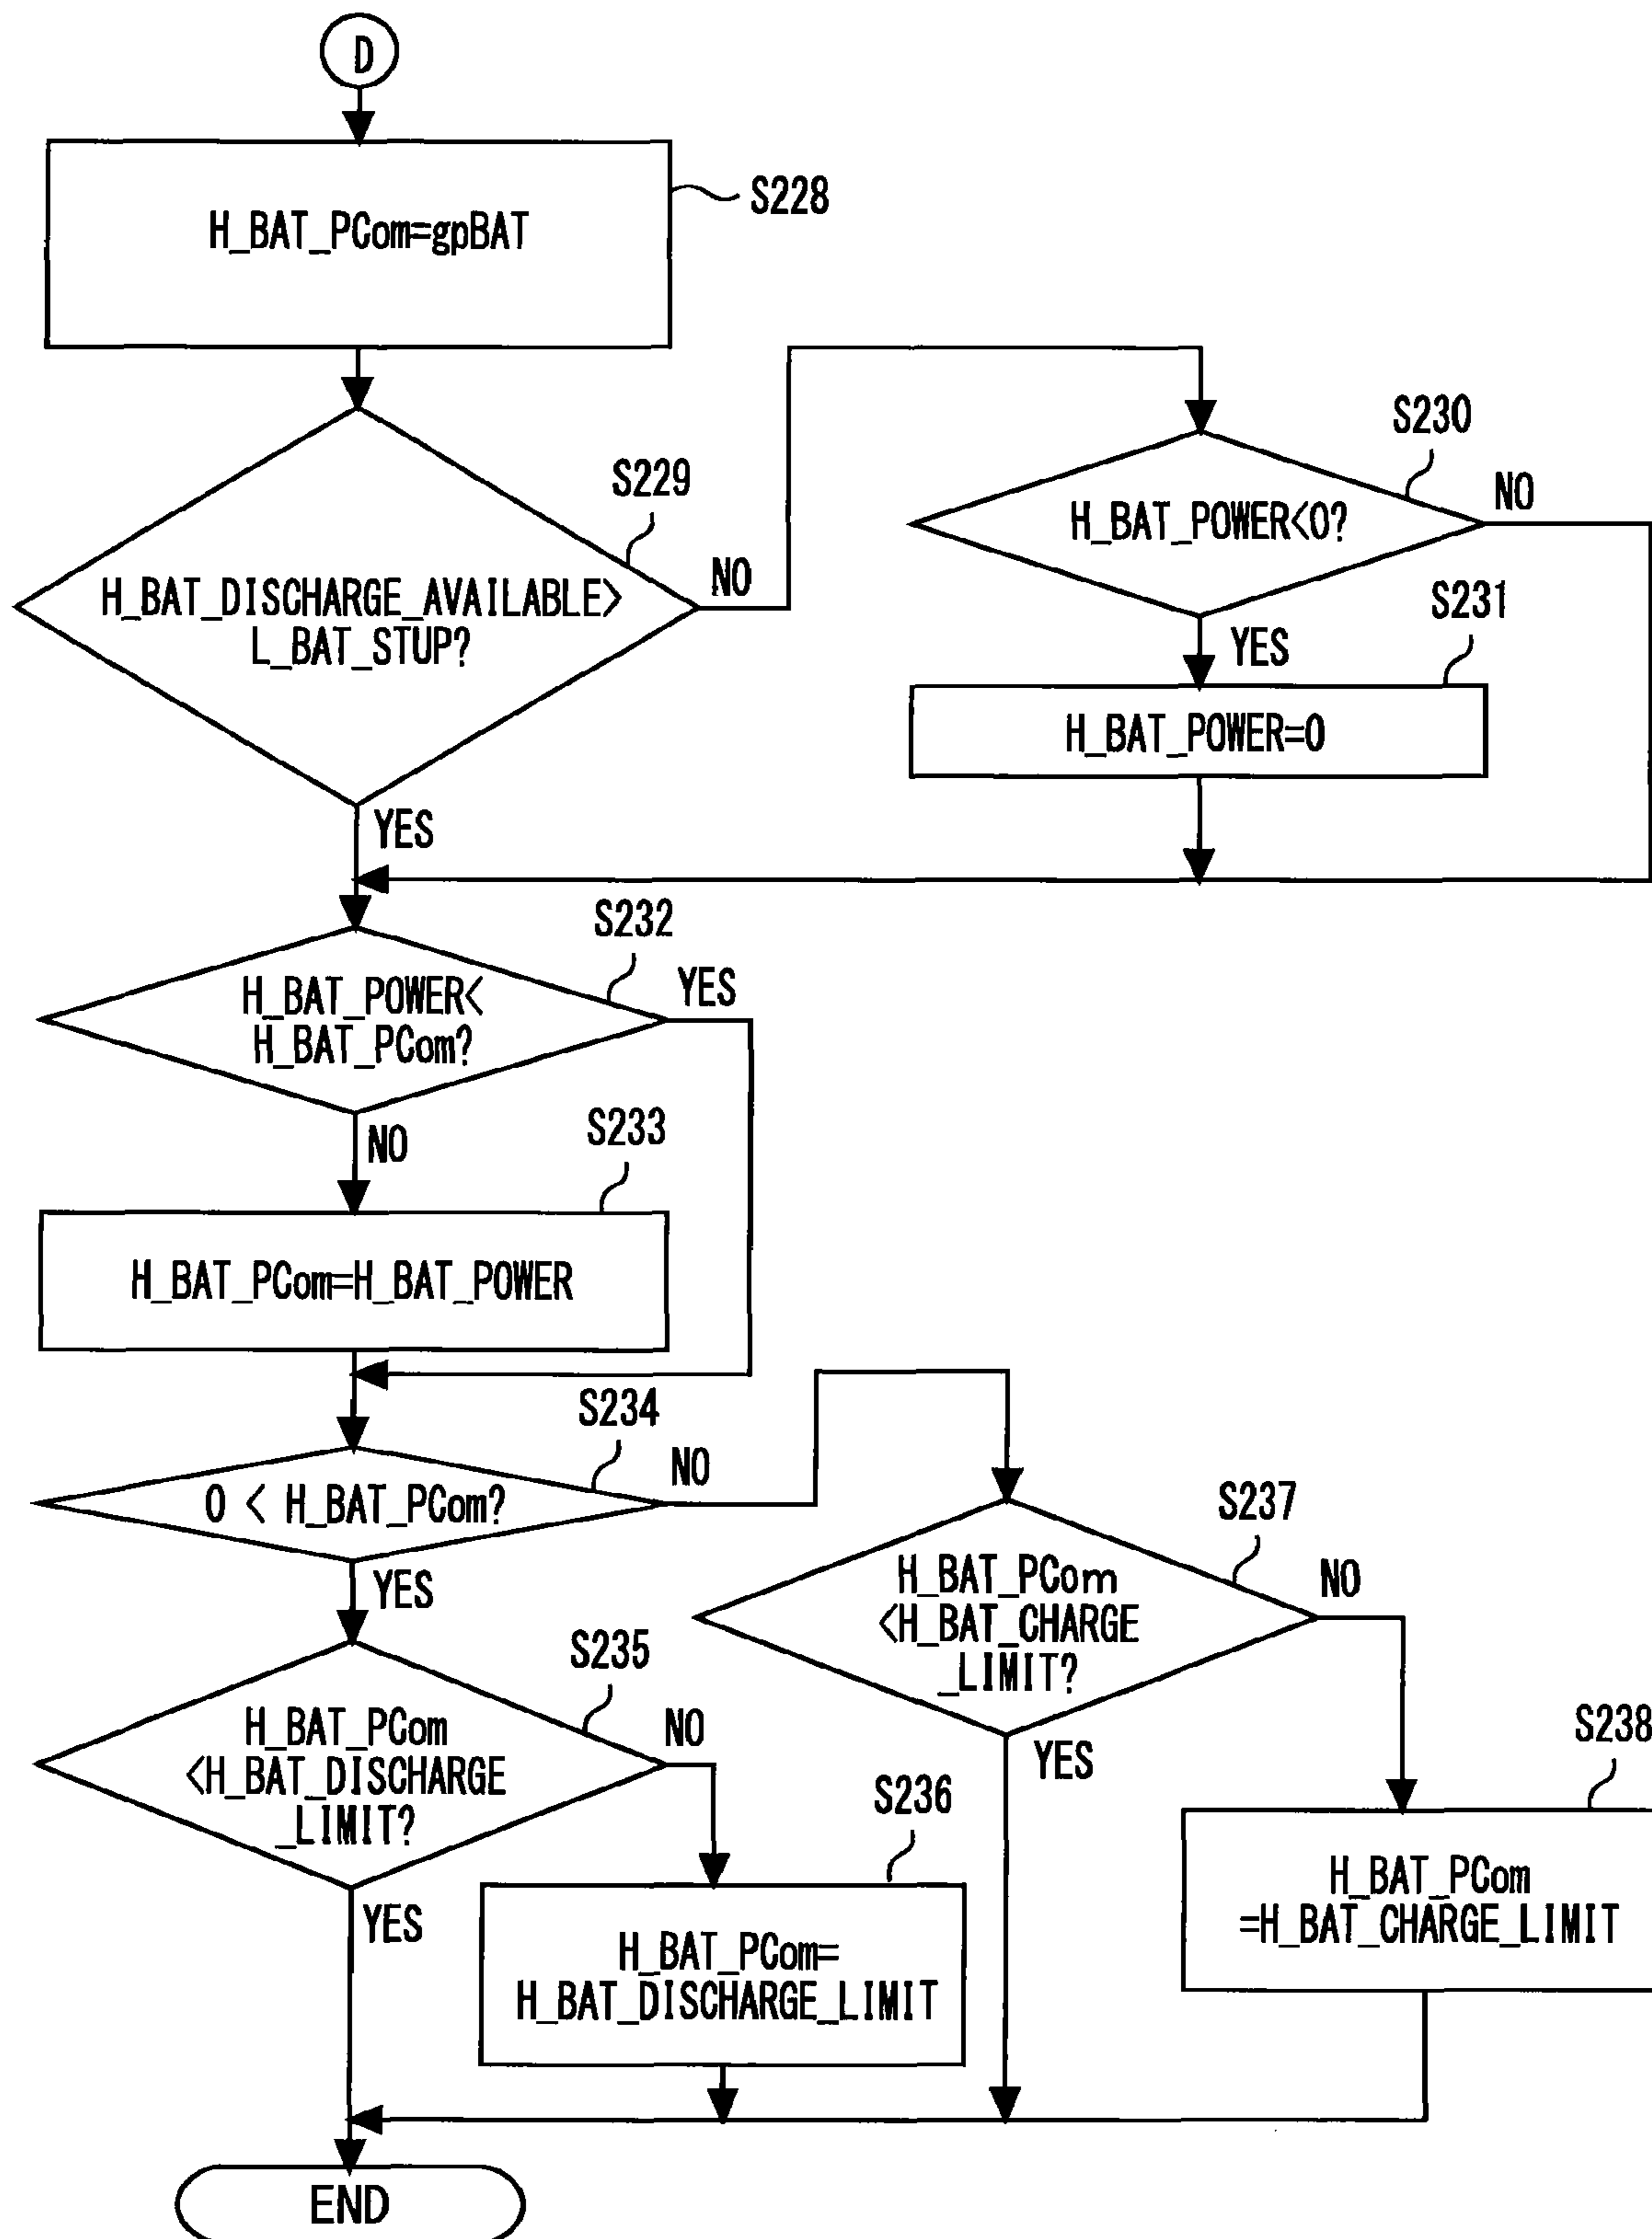 D
H_BAT_PCom=gpBAT
S228
S229
H_BAT_DISCHARGE_AVAILABLE>
L_BAT_STUP?
NO
YES
S230
H_BAT_POWER<0?
NO
YES
S231
H_BAT_POWER=0
S232
H_BAT_POWER<
H_BAT_PCom?
YES
NO
S233
H_BAT_PCom=H_BAT_POWER
S234
0 < H_BAT_PCom?
NO
YES
S235
H_BAT_PCom
<H_BAT_DISCHARGE
_LIMIT?
NO
YES
S236
H_BAT_PCom=
H_BAT_DISCHARGE_LIMIT
S237
H_BAT_PCom
<H_BAT_CHARGE
_LIMIT?
NO
YES
S238
H_BAT_PCom
=H_BAT_CHARGE_LIMIT
END